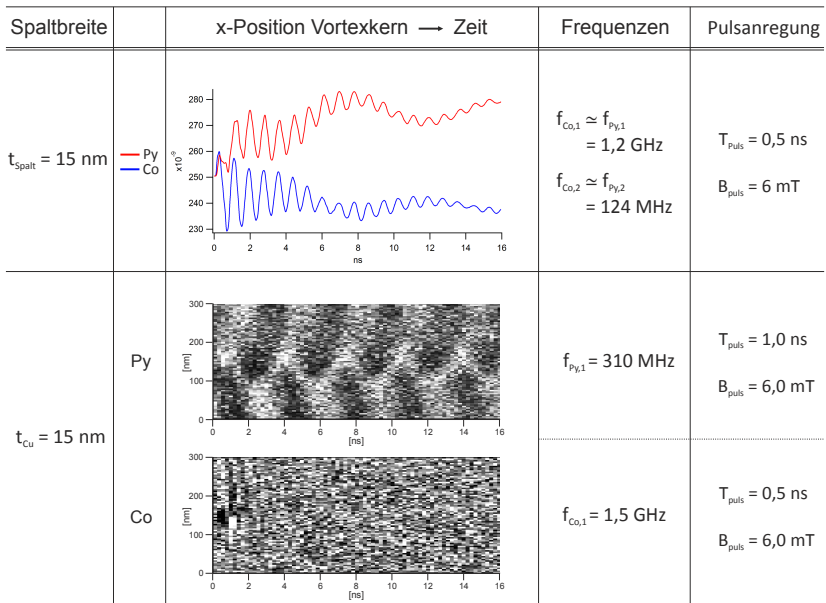 Spaltbreite x-Position Vortexkern → Zeit Frequenzen Pulsanregung
t_Spalt = 15 nm
Py
Co
280
270
260
250
240
230
x10⁻⁹
0 2 4 6 8 10 12 14 16
ns
f_Co,1 ≃ f_Py,1
= 1,2 GHz
f_Co,2 ≃ f_Py,2
= 124 MHz
T_Puls = 0,5 ns
B_puls = 6 mT
t_Cu = 15 nm
Py
300
200
100
0
[nm]
0 2 4 6 8 10 12 14 16
[ns]
f_Py,1 = 310 MHz
T_puls = 1,0 ns
B_puls = 6,0 mT
Co
300
200
100
0
[nm]
0 2 4 6 8 10 12 14 16
[ns]
f_Co,1 = 1,5 GHz
T_puls = 0,5 ns
B_puls = 6,0 mT